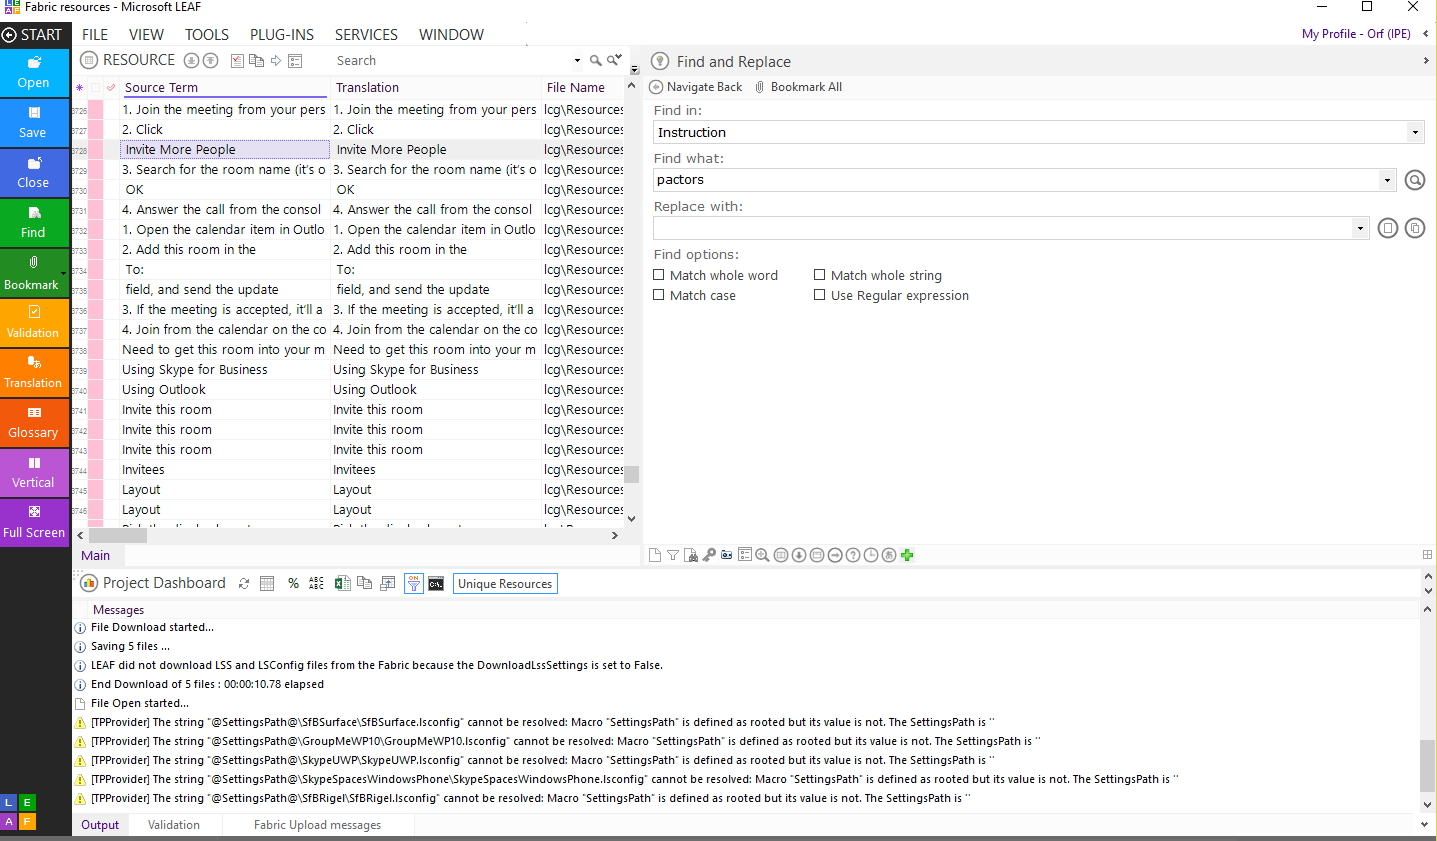 Fabric resources - Microsoft LEAF
START
FILE VIEW TOOLS PLUG-INS SERVICES WINDOW
My Profile - Orf (IPE)
Open
Save
Close
Find
Bookmark
Validation
Translation
Glossary
Vertical
Full Screen
L E
A F
RESOURCE
Search
Source Term Translation File Name
3726 1. Join the meeting from your pers 1. Join the meeting from your pers lcg\Resources
3727 2. Click 2. Click lcg\Resources
3728 Invite More People Invite More People lcg\Resources
3729 3. Search for the room name (it's o 3. Search for the room name (it's o lcg\Resources
3730 OK OK lcg\Resources
3731 4. Answer the call from the consol 4. Answer the call from the consol lcg\Resources
3732 1. Open the calendar item in Outlo 1. Open the calendar item in Outlo lcg\Resources
3733 2. Add this room in the 2. Add this room in the lcg\Resources
3734 To: To: lcg\Resources
3735 field, and send the update field, and send the update lcg\Resources
3736 3. If the meeting is accepted, it'll a 3. If the meeting is accepted, it'll a lcg\Resources
3737 4. Join from the calendar on the co 4. Join from the calendar on the co lcg\Resources
3738 Need to get this room into your m Need to get this room into your m lcg\Resources
3739 Using Skype for Business Using Skype for Business lcg\Resources
3740 Using Outlook Using Outlook lcg\Resources
3741 Invite this room Invite this room lcg\Resources
3742 Invite this room Invite this room lcg\Resources
3743 Invite this room Invite this room lcg\Resources
3744 Invitees Invitees lcg\Resources
3745 Layout Layout lcg\Resources
3746 Layout Layout lcg\Resources
Main
Find and Replace
Navigate Back Bookmark All
Find in:
Instruction
Find what:
pactors
Replace with:
Find options:
Match whole word Match whole string
Match case Use Regular expression
Project Dashboard % ABC ABC ON C:\. Unique Resources
Messages
File Download started...
Saving 5 files ...
LEAF did not download LSS and LSConfig files from the Fabric because the DownloadLssSettings is set to False.
End Download of 5 files : 00:00:10.78 elapsed
File Open started...
[TPProvider] The string "@SettingsPath@\SfBSurface\SfBSurface.lsconfig" cannot be resolved: Macro "SettingsPath" is defined as rooted but its value is not. The SettingsPath is ''
[TPProvider] The string "@SettingsPath@\GroupMeWP10\GroupMeWP10.lsconfig" cannot be resolved: Macro "SettingsPath" is defined as rooted but its value is not. The SettingsPath is ''
[TPProvider] The string "@SettingsPath@\SkypeUWP\SkypeUWP.lsconfig" cannot be resolved: Macro "SettingsPath" is defined as rooted but its value is not. The SettingsPath is ''
[TPProvider] The string "@SettingsPath@\SkypeSpacesWindowsPhone\SkypeSpacesWindowsPhone.lsconfig" cannot be resolved: Macro "SettingsPath" is defined as rooted but its value is not. The SettingsPath is ''
[TPProvider] The string "@SettingsPath@\SfBRigel\SfBRigel.lsconfig" cannot be resolved: Macro "SettingsPath" is defined as rooted but its value is not. The SettingsPath is ''
Output Validation Fabric Upload messages